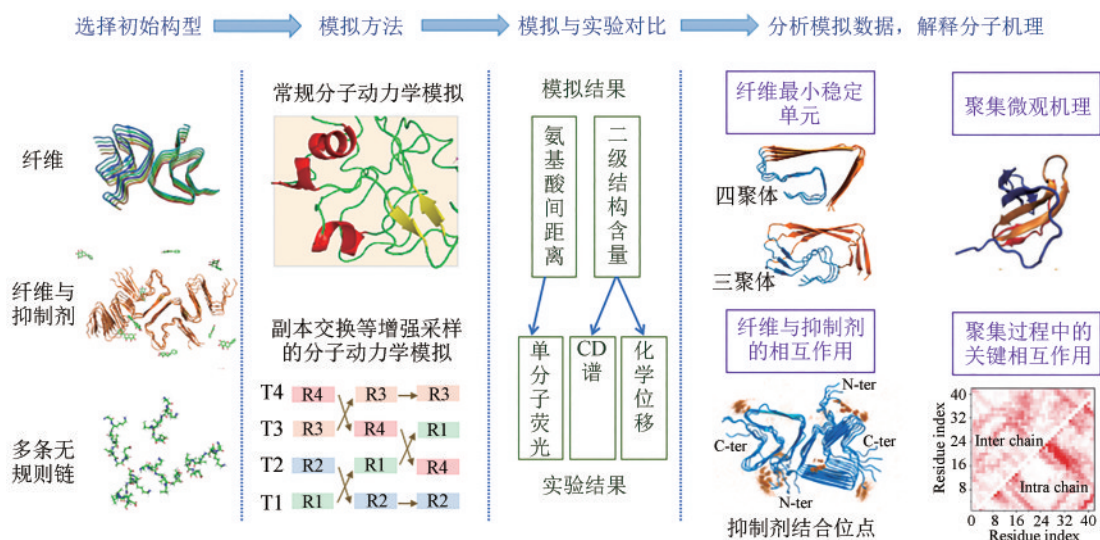 选择初始构型
模拟方法
模拟与实验对比
分析模拟数据，解释分子机理
纤维
纤维与
抑制剂
多条无
规则链
常规分子动力学模拟
副本交换等增强采样
的分子动力学模拟
T4 R4 R3 R3
T3 R3 R4 R1
T2 R2 R1 R4
T1 R1 R2 R2
模拟结果
氨基酸间距离
二级结构含量
单分子荧光
CD
谱
化学位移
实验结果
纤维最小稳定
单元
四聚体
三聚体
纤维与抑制剂
的相互作用
N-ter
C-ter
C-ter
N-ter
抑制剂结合位点
聚集微观机理
聚集过程中的
关键相互作用
Residue index
40
32
24
16
8
Inter chain
Intra chain
0 8 16 24 32 40
Residue index